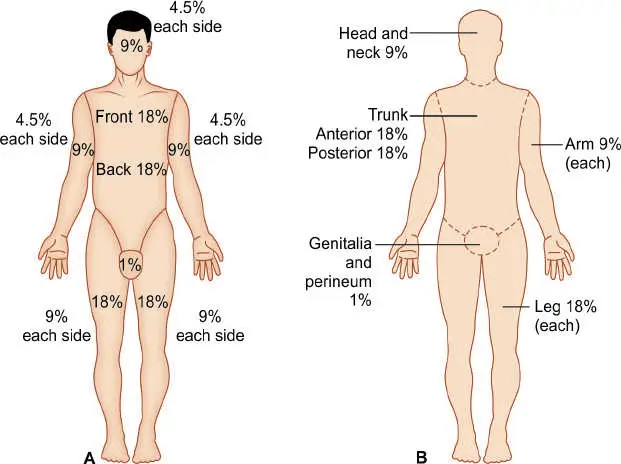 4.5%
each side
9%
4.5%
each side
Front 18%
4.5%
each side
9%
9%
Back 18%
1%
18%
18%
9%
each side
9%
each side
A
Head and
neck 9%
Trunk
Anterior 18%
Posterior 18%
Arm 9%
(each)
Genitalia
and
perineum
1%
Leg 18%
(each)
B